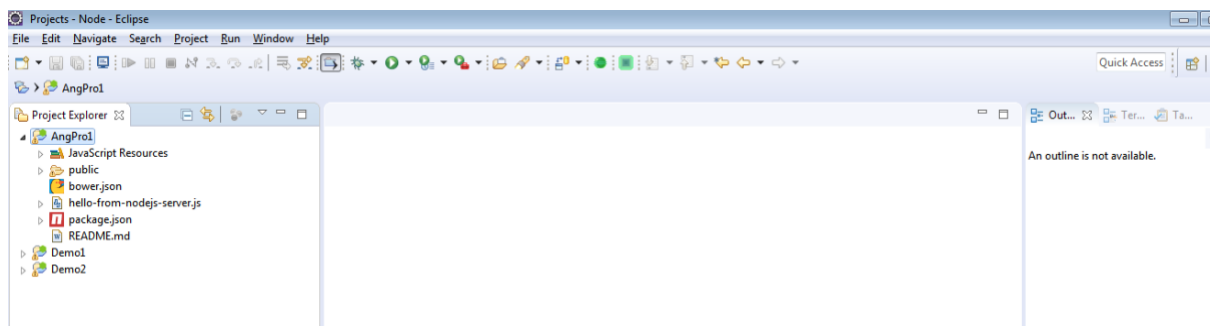 Projects - Node - Eclipse
File Edit Navigate Search Project Run Window Help
Quick Access
AngPro1
Project Explorer
AngPro1
JavaScript Resources
public
bower.json
hello-from-nodejs-server.js
package.json
README.md
Demo1
Demo2
Out... Ter... Ta...
An outline is not available.